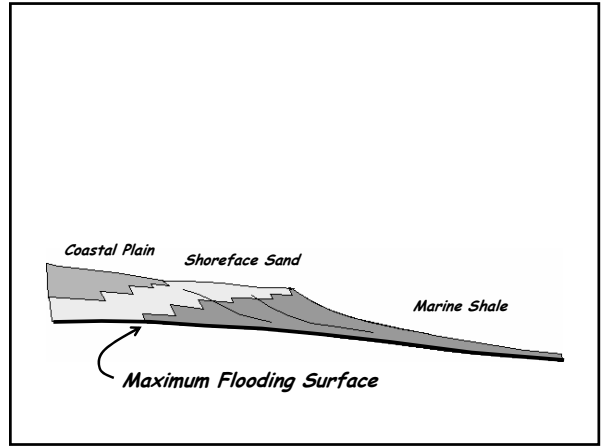 Coastal Plain
Shoreface Sand
Marine Shale
Maximum Flooding Surface